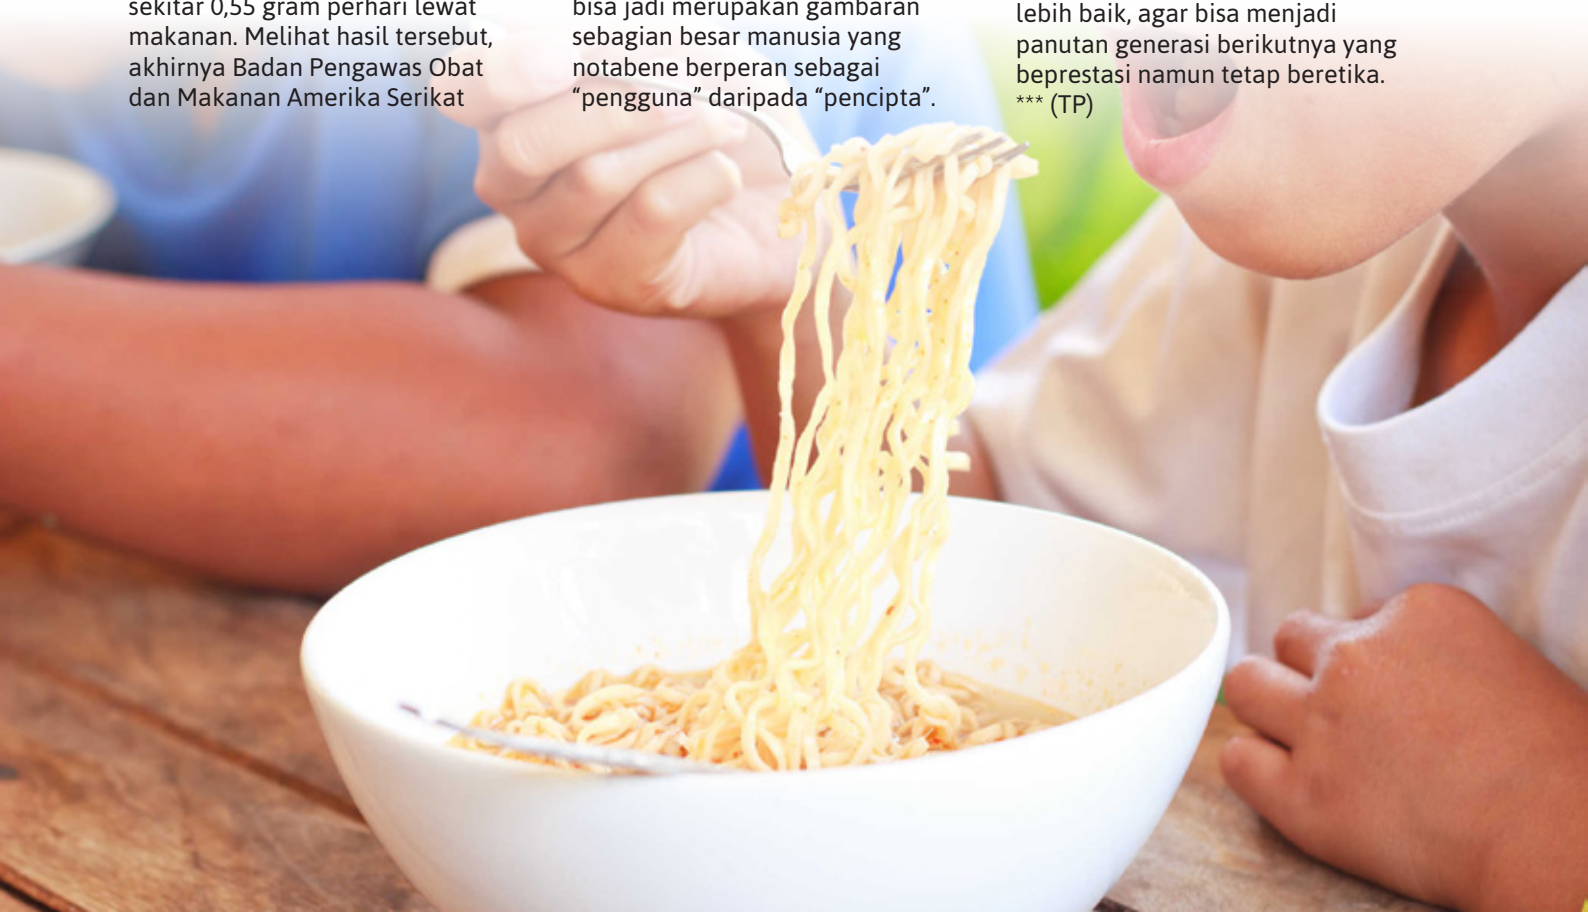 sekitar 0,55 gram perhari lewat
makanan. Melihat hasil tersebut,
akhirnya Badan Pengawas Obat
dan Makanan Amerika Serikat
bisa jadi merupakan gambaran
sebagian besar manusia yang
notabene berperan sebagai
“pengguna” daripada “pencipta”.
lebih baik, agar bisa menjadi
panutan generasi berikutnya yang
beprestasi namun tetap beretika.
*** (TP)